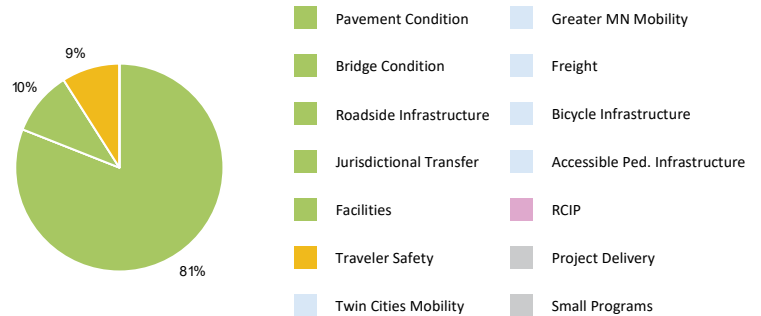 9%
10%
81%
Pavement Condition
Bridge Condition
Roadside Infrastructure
Jurisdictional Transfer
Facilities
Traveler Safety
Twin Cities Mobility
Greater MN Mobility
Freight
Bicycle Infrastructure
Accessible Ped. Infrastructure
RCIP
Project Delivery
Small Programs